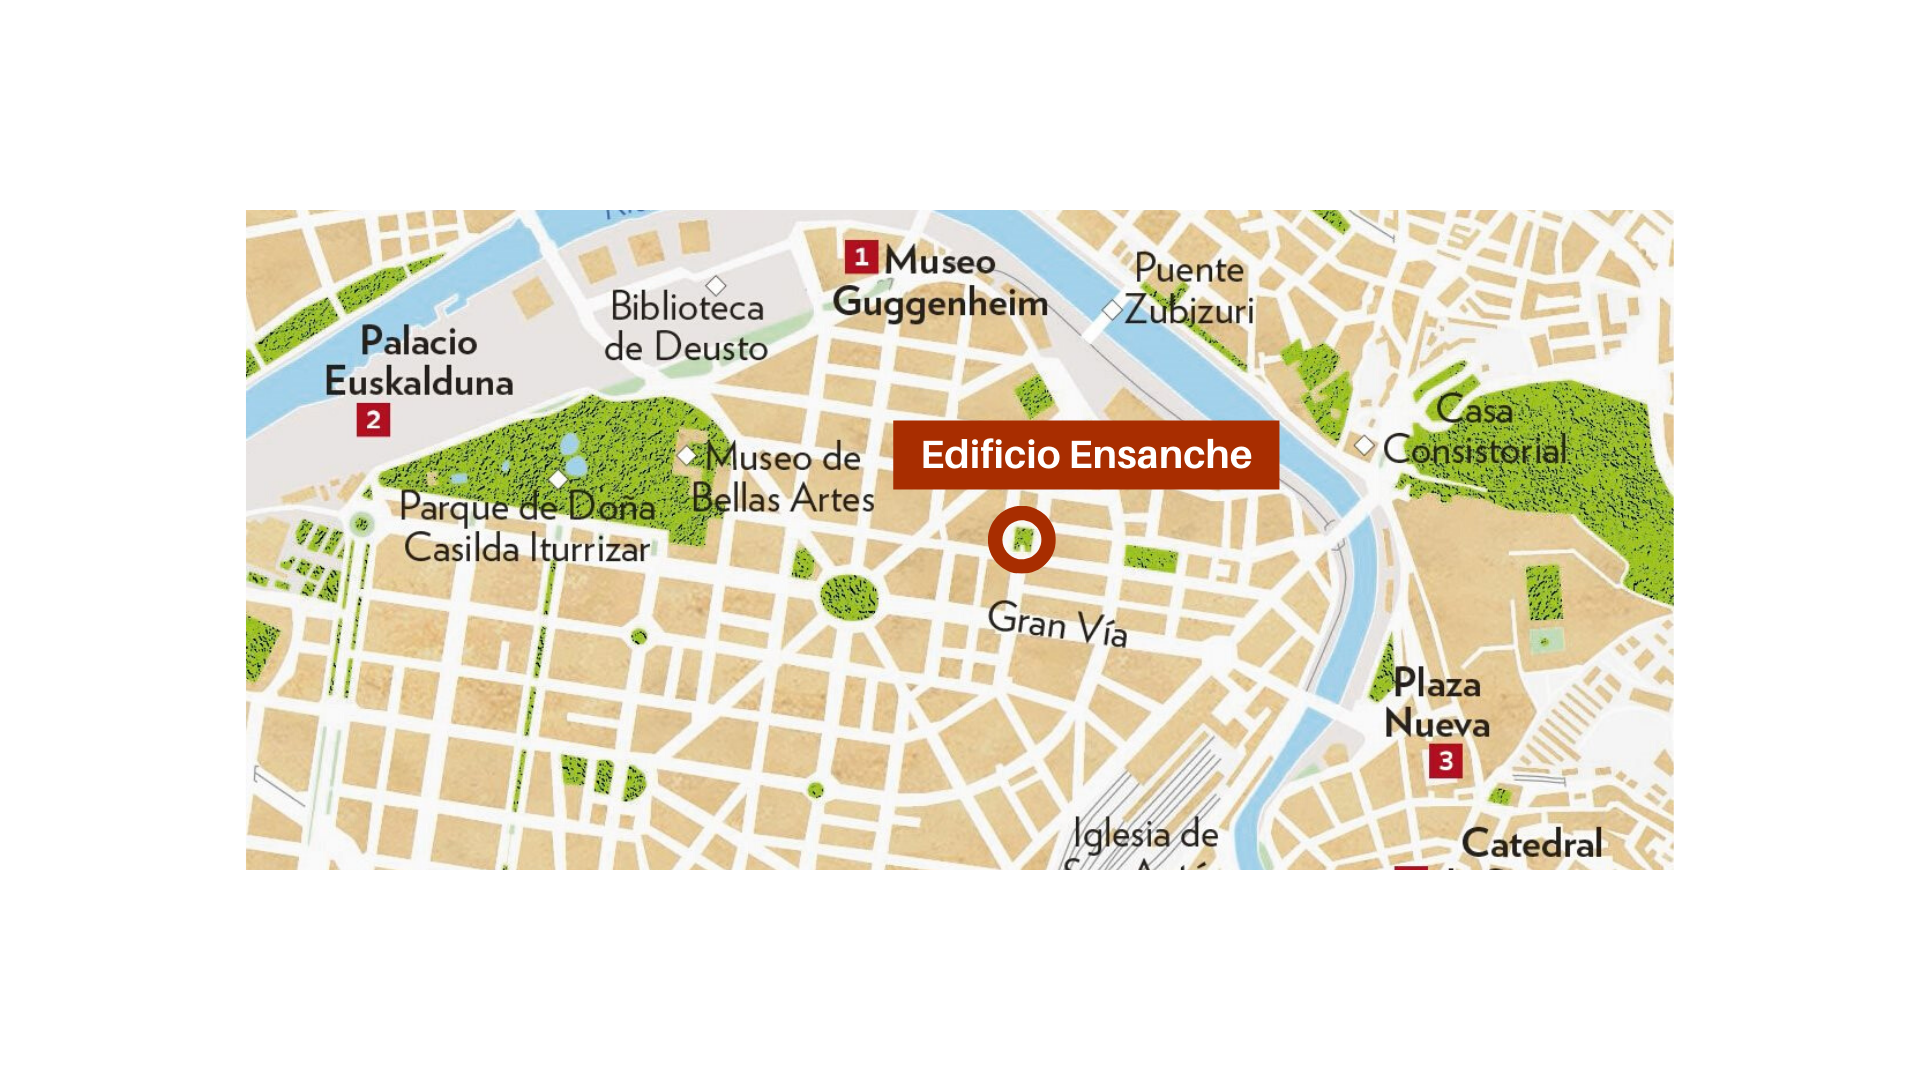 1 Museo
Guggenheim
Puente
Zubizuri
Biblioteca
de Deusto
Palacio
Euskalduna
2
Casa
Consistorial
Edificio Ensanche
Museo de
Bellas Artes
Parque de Doña
Casilda Iturrizar
Gran Vía
Plaza
Nueva
3
Iglesia de
Catedral